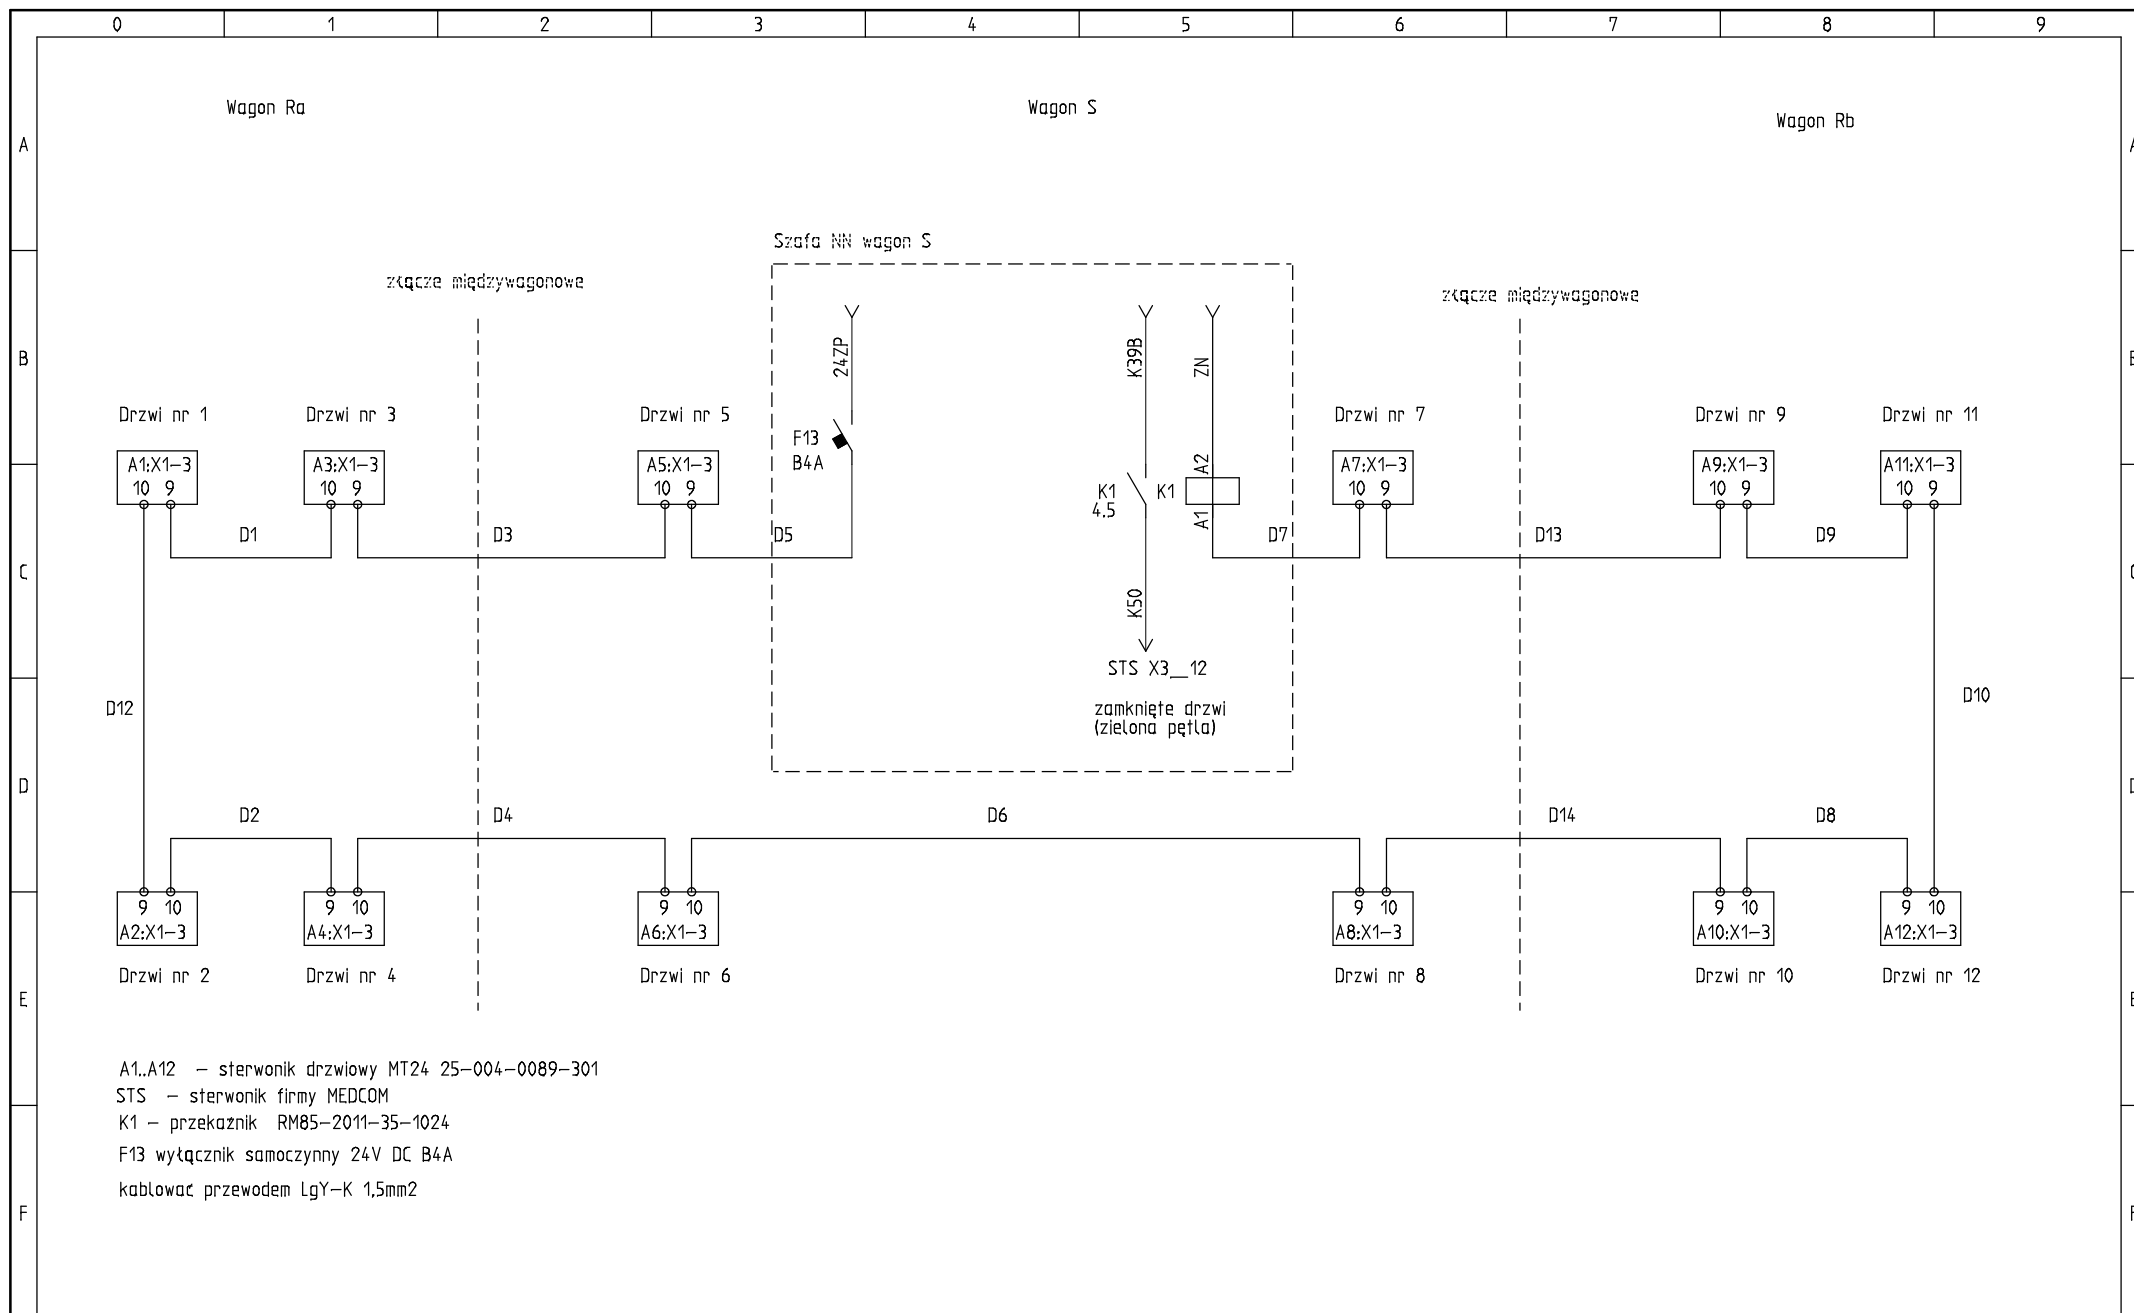 0 1 2 3 4 5 6 7 8 9
Wagon Ra
Wagon S
Wagon Rb
A
Szafa NN wagon S
złącze międzywagonowe
złącze międzywagonowe
B
24ZP
K39B
ZN
Drzwi nr 1
Drzwi nr 3
Drzwi nr 5
Drzwi nr 7
Drzwi nr 9
Drzwi nr 11
F13
B4A
A1:X1-3
10 9
A3:X1-3
10 9
A5:X1-3
10 9
K1
4.5
K1
A2
A1
A7:X1-3
10 9
A9:X1-3
10 9
A11:X1-3
10 9
D1
D3
D5
D7
D13
D9
C
K50
STS X3__12
zamknięte drzwi
(zielona pętla)
D12
D10
D
D2
D4
D6
D14
D8
9 10
A2:X1-3
9 10
A4:X1-3
9 10
A6:X1-3
9 10
A8:X1-3
9 10
A10:X1-3
9 10
A12:X1-3
Drzwi nr 2
Drzwi nr 4
Drzwi nr 6
Drzwi nr 8
Drzwi nr 10
Drzwi nr 12
E
A1..A12 - sterwonik drzwiowy MT24 25-004-0089-301
STS - sterwonik firmy MEDCOM
K1 - przekaźnik RM85-2011-35-1024
F13 wyłącznik samoczynny 24V DC B4A
kablować przewodem LgY-K 1,5mm2
F